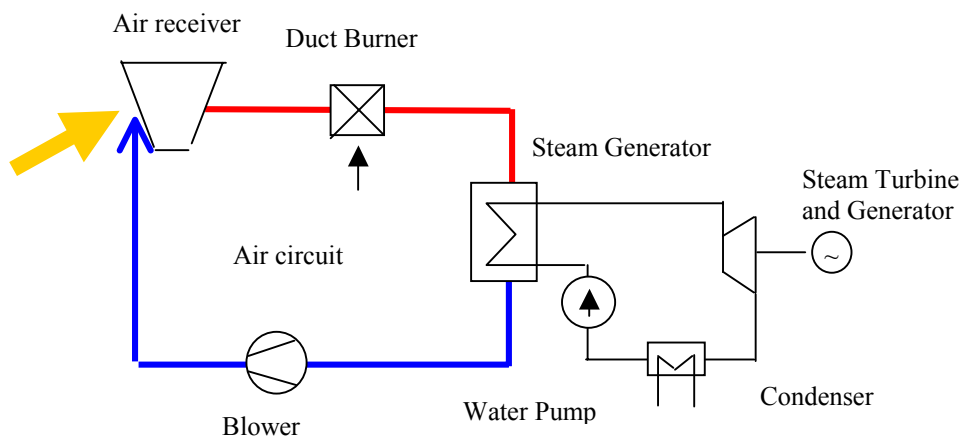 Air receiver
Duct Burner
Steam Generator
Steam Turbine
and Generator
~
Air circuit
Blower
Water Pump
Condenser